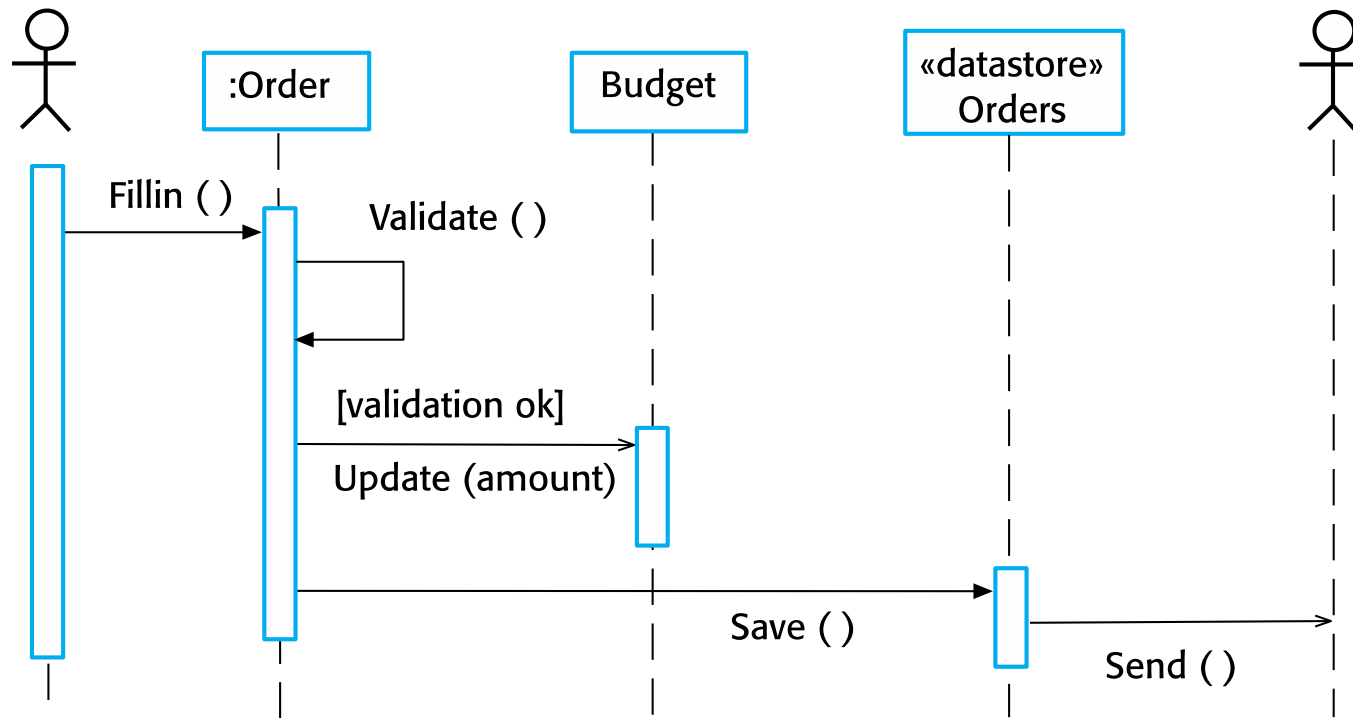 :Order
Budget
«datastore»
Orders
Fillin ( )
Validate ( )
[validation ok]
Update (amount)
Save ( )
Send ( )